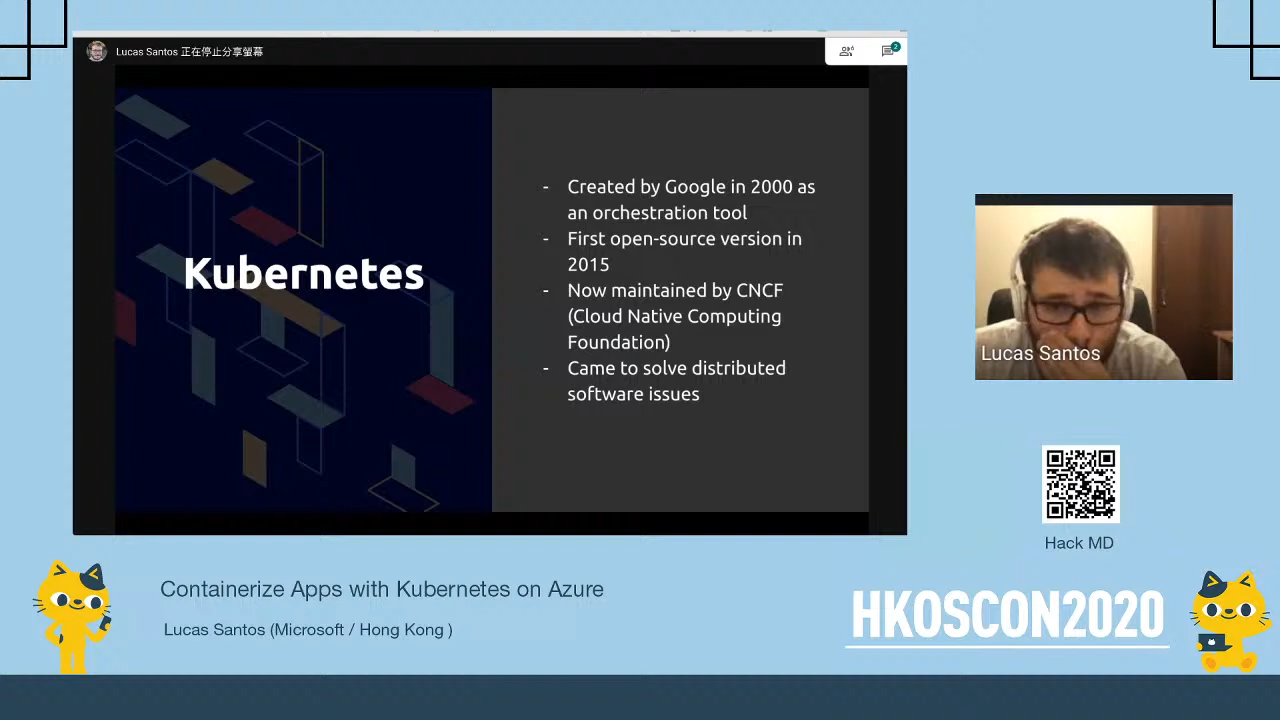 Lucas Santos 正在停止分享螢幕
2
Kubernetes
- Created by Google in 2000 as
an orchestration tool
- First open-source version in
2015
- Now maintained by CNCF
(Cloud Native Computing
Foundation)
- Came to solve distributed
software issues
Lucas Santos
Hack MD
Containerize Apps with Kubernetes on Azure
Lucas Santos (Microsoft / Hong Kong )
HKOSCON2020